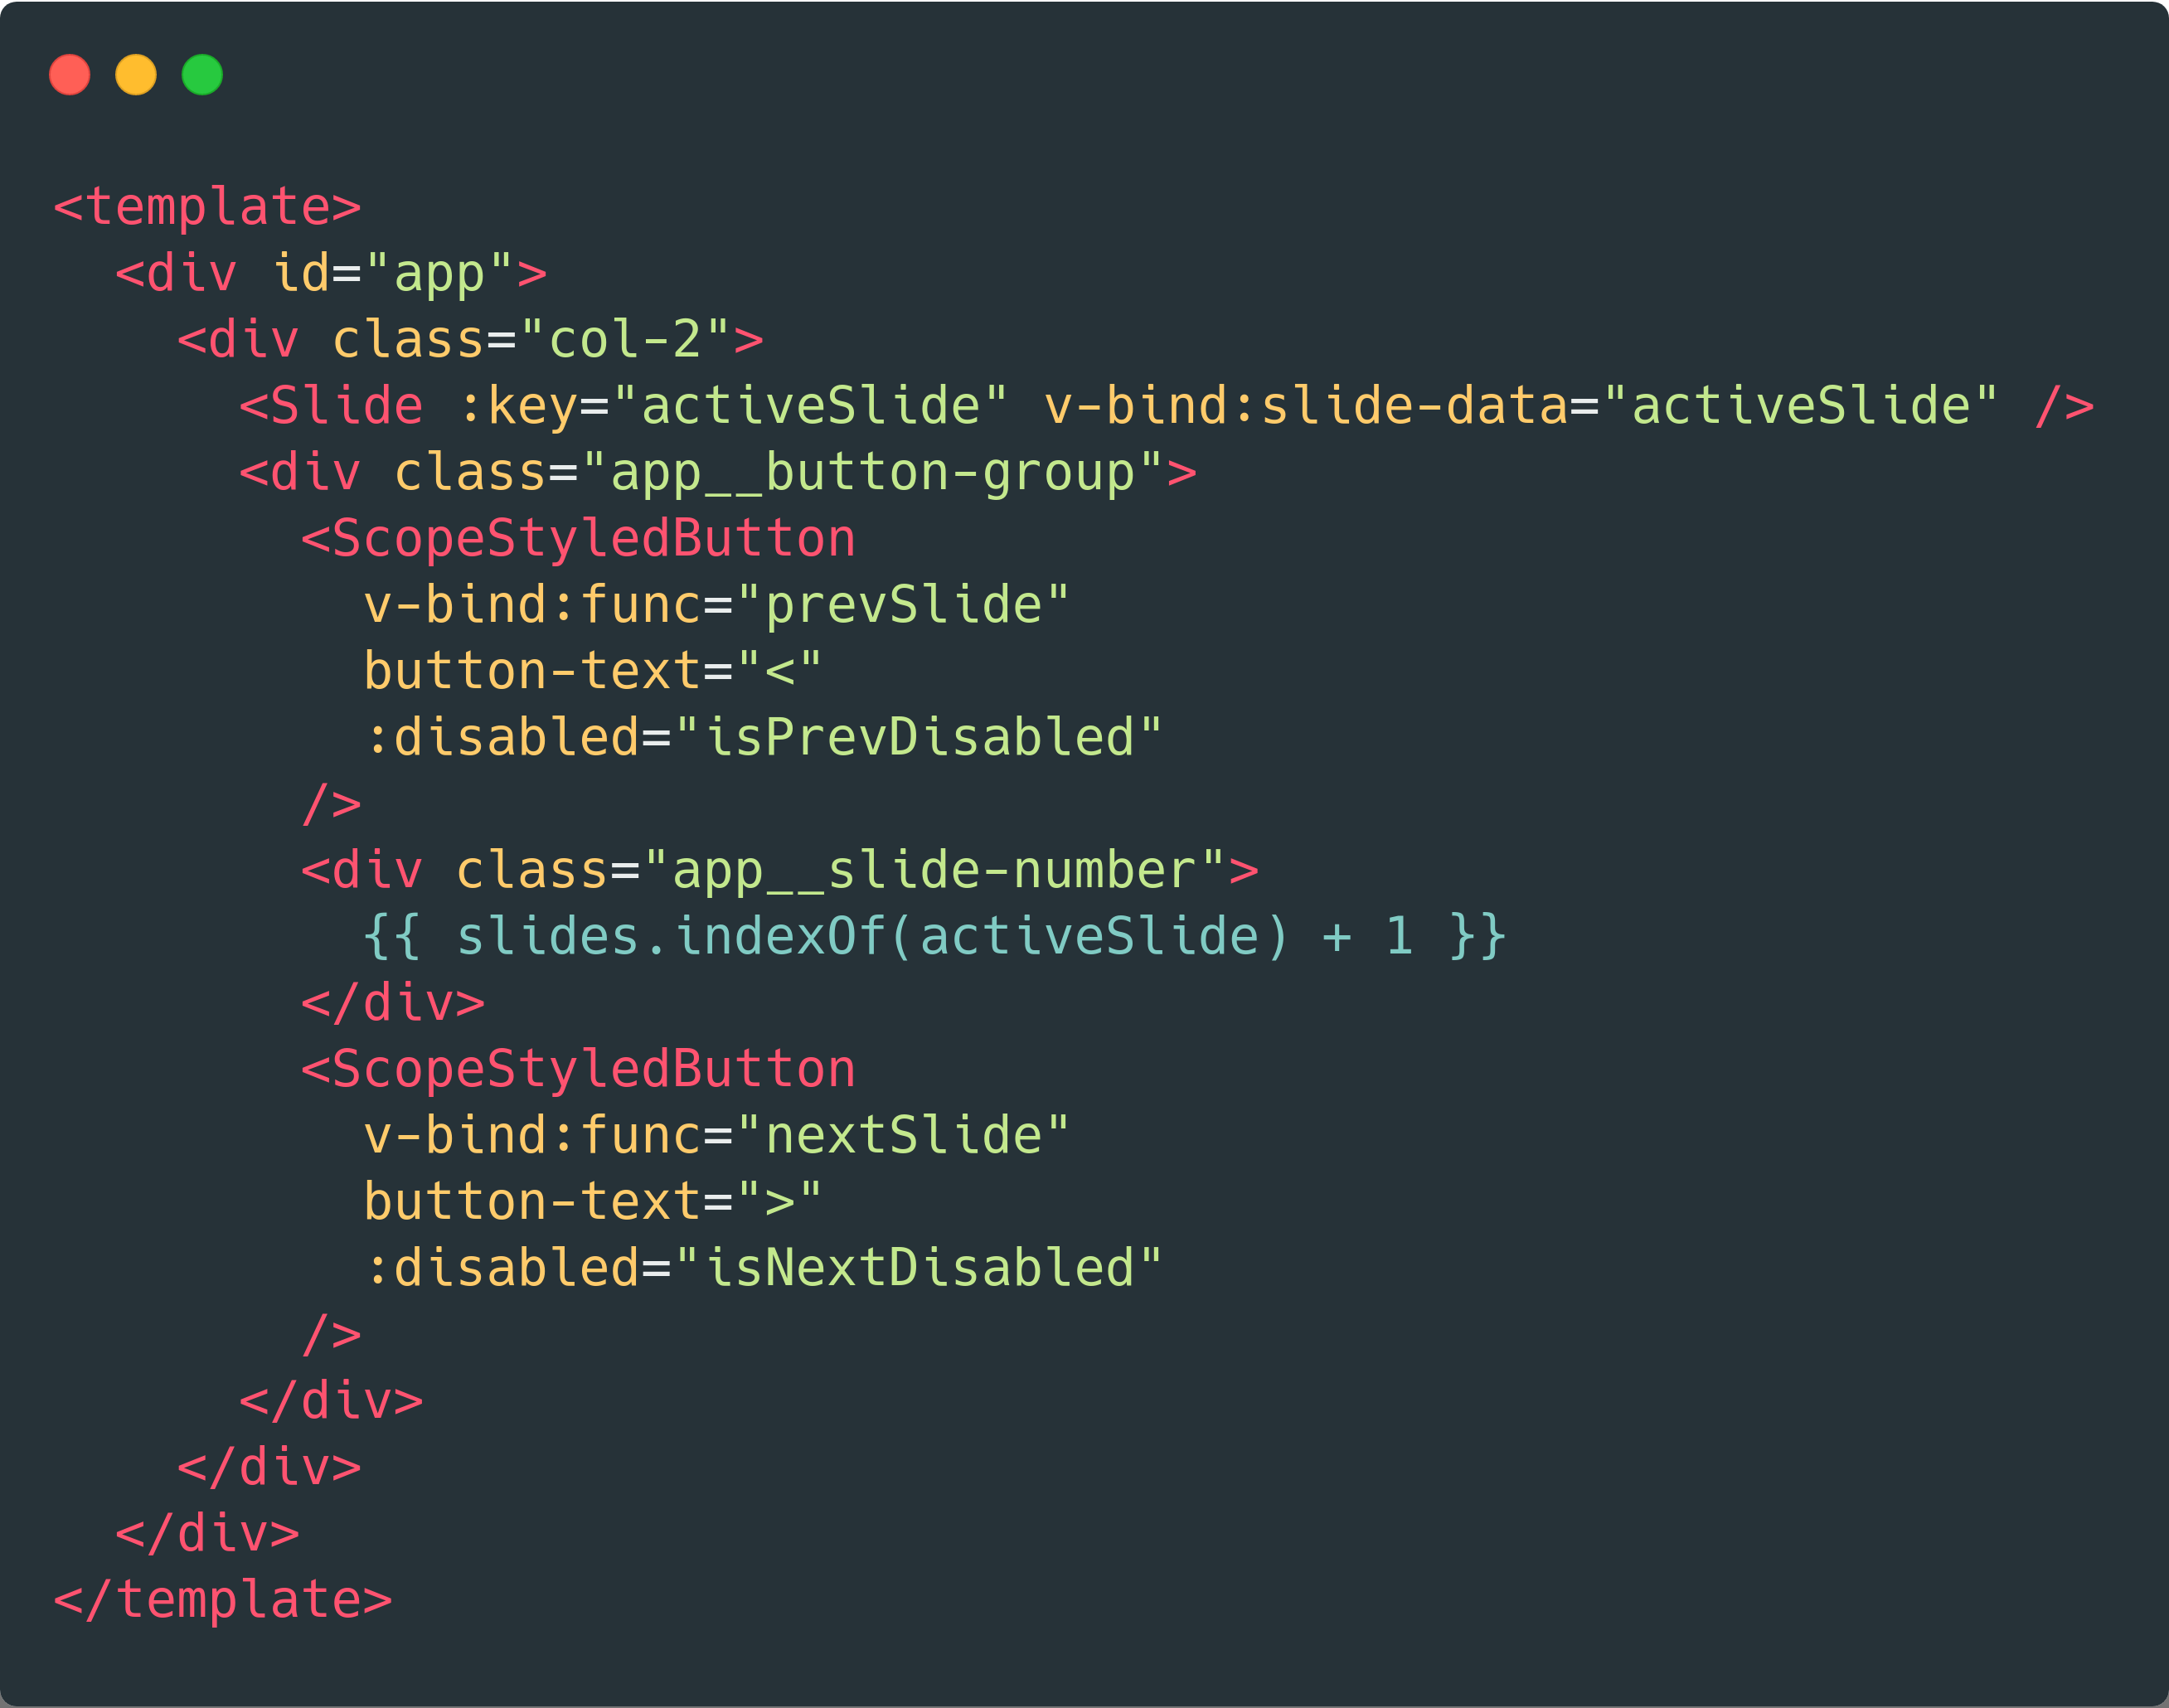 <template>
  <div id="app">
    <div class="col-2">
      <Slide :key="activeSlide" v-bind:slide-data="activeSlide" />
      <div class="app__button-group">
        <ScopeStyledButton
          v-bind:func="prevSlide"
          button-text="<"
          :disabled="isPrevDisabled"
        />
        <div class="app__slide-number">
          {{ slides.indexOf(activeSlide) + 1 }}
        </div>
        <ScopeStyledButton
          v-bind:func="nextSlide"
          button-text=">"
          :disabled="isNextDisabled"
        />
      </div>
    </div>
  </div>
</template>